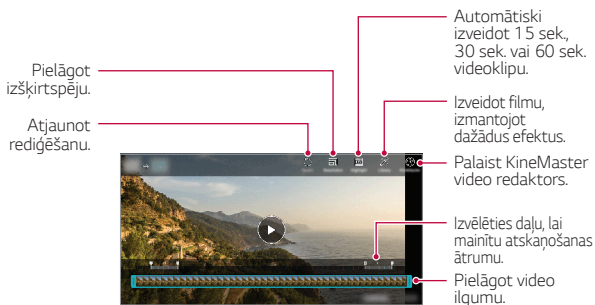 Pielāgot
izšķirtspēju.
Atjaunot
rediģēšanu.
Automātiski
izveidot 15 sek.,
30 sek. vai 60 sek.
videoklipu.
Izveidot filmu,
izmantojot
dažādus efektus.
Palaist KineMaster
video redaktors.
Izvēlēties daļu, lai
mainītu atskaņošanas
ātrumu.
Pielāgot video
ilgumu.